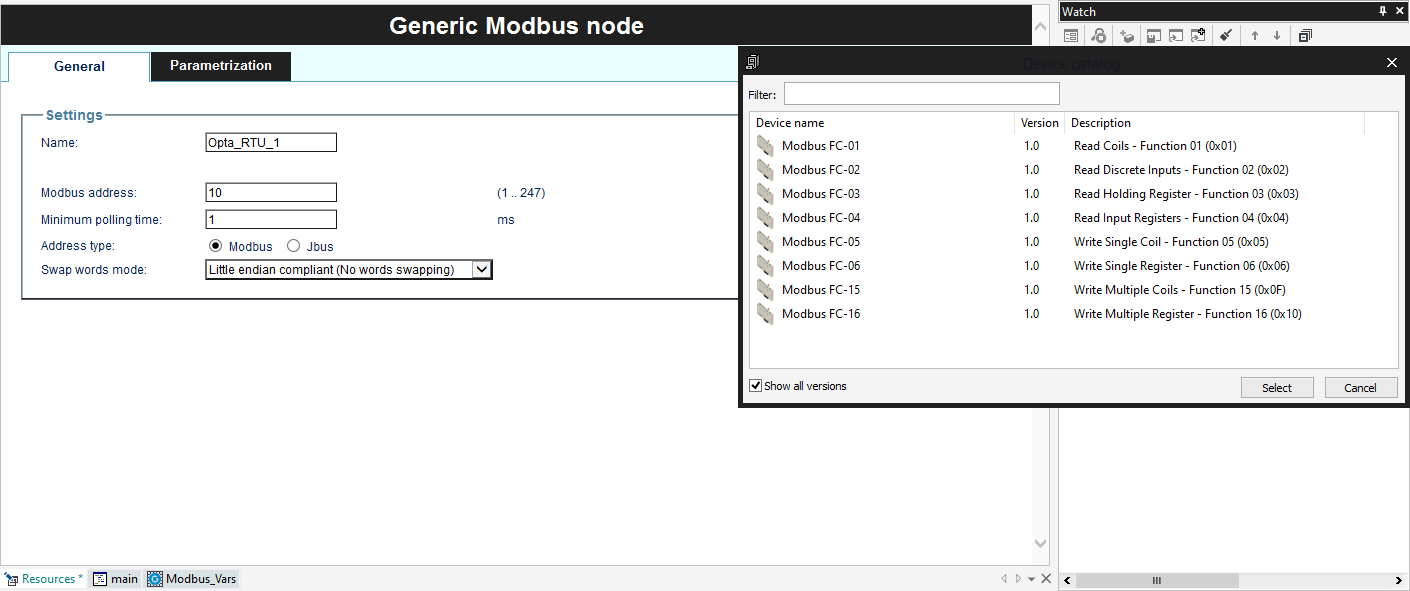 Generic Modbus node
General
Parametrization
Settings
Name:
Opta_RTU_1
Modbus address:
10
(1 .. 247)
Minimum polling time:
1
ms
Address type:
Modbus
Jbus
Swap words mode:
Little endian compliant (No words swapping)
Watch
Device catalog
Filter:
Device name Version Description
Modbus FC-01 1.0 Read Coils - Function 01 (0x01)
Modbus FC-02 1.0 Read Discrete Inputs - Function 02 (0x02)
Modbus FC-03 1.0 Read Holding Register - Function 03 (0x03)
Modbus FC-04 1.0 Read Input Registers - Function 04 (0x04)
Modbus FC-05 1.0 Write Single Coil - Function 05 (0x05)
Modbus FC-06 1.0 Write Single Register - Function 06 (0x06)
Modbus FC-15 1.0 Write Multiple Coils - Function 15 (0x0F)
Modbus FC-16 1.0 Write Multiple Register - Function 16 (0x10)
Show all versions
Select
Cancel
Resources *
main
Modbus_Vars